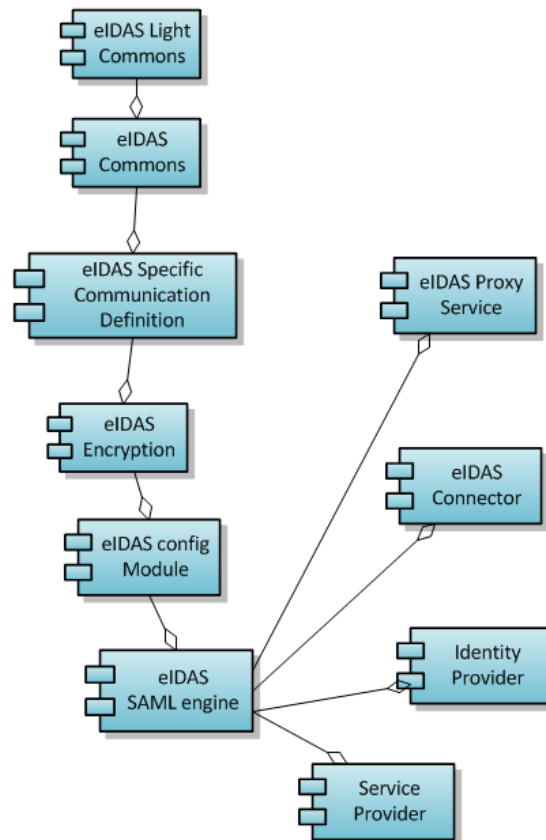 eIDAS Light
Commons
eIDAS
Commons
eIDAS Specific
Communication
Definition
eIDAS Proxy
Service
eIDAS
Encryption
eIDAS
Connector
eIDAS config
Module
eIDAS
SAML engine
Identity
Provider
Service
Provider